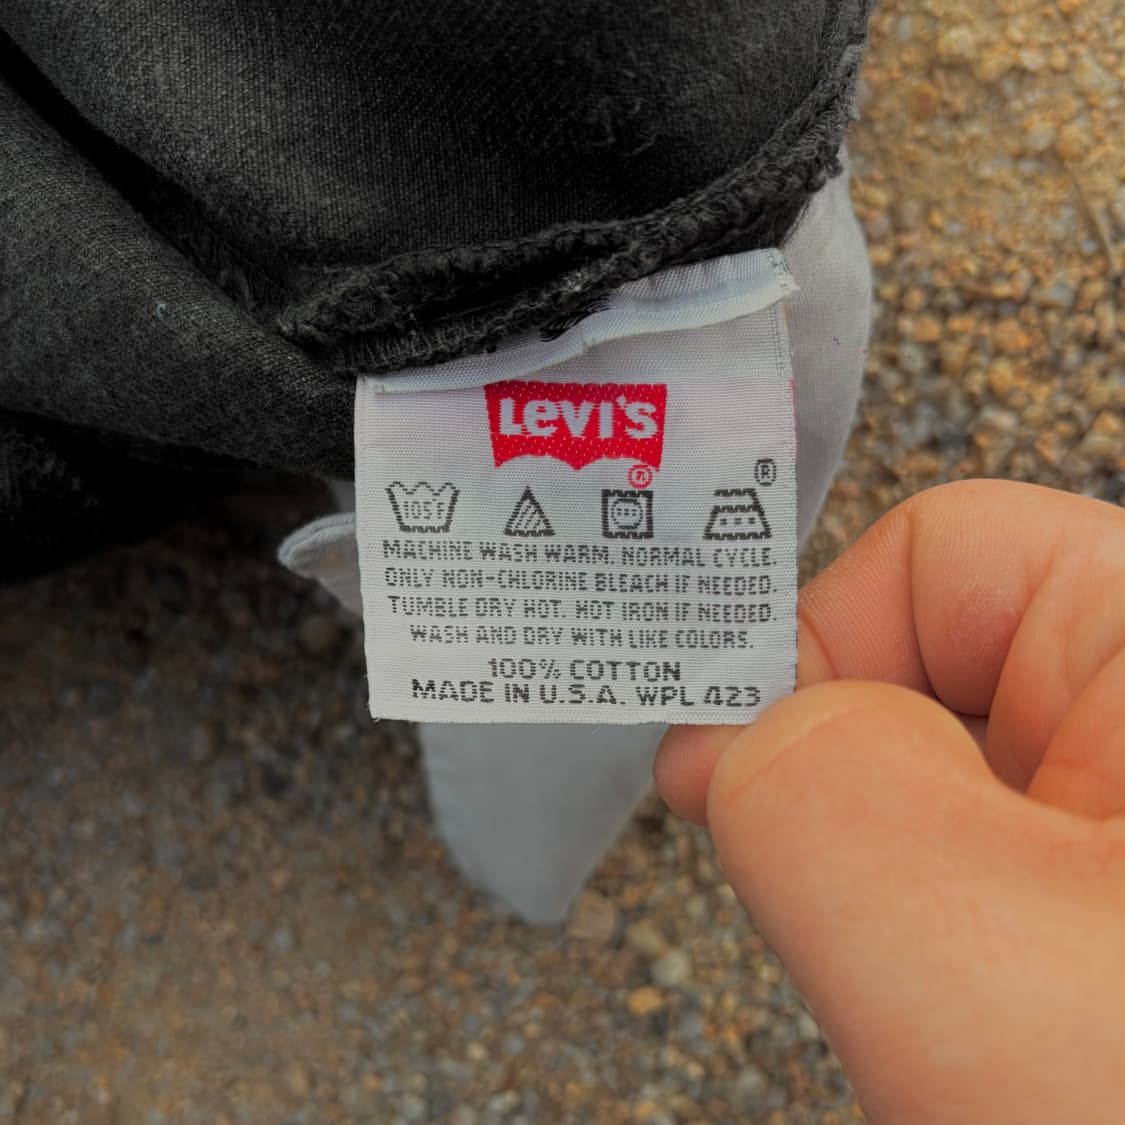 LEVI'S
®
105F
MACHINE WASH WARM. NORMAL CYCLE.
ONLY NON-CHLORINE BLEACH IF NEEDED.
TUMBLE DRY HOT. HOT IRON IF NEEDED.
WASH AND DRY WITH LIKE COLORS.
100% COTTON
MADE IN U.S.A. WPL 423